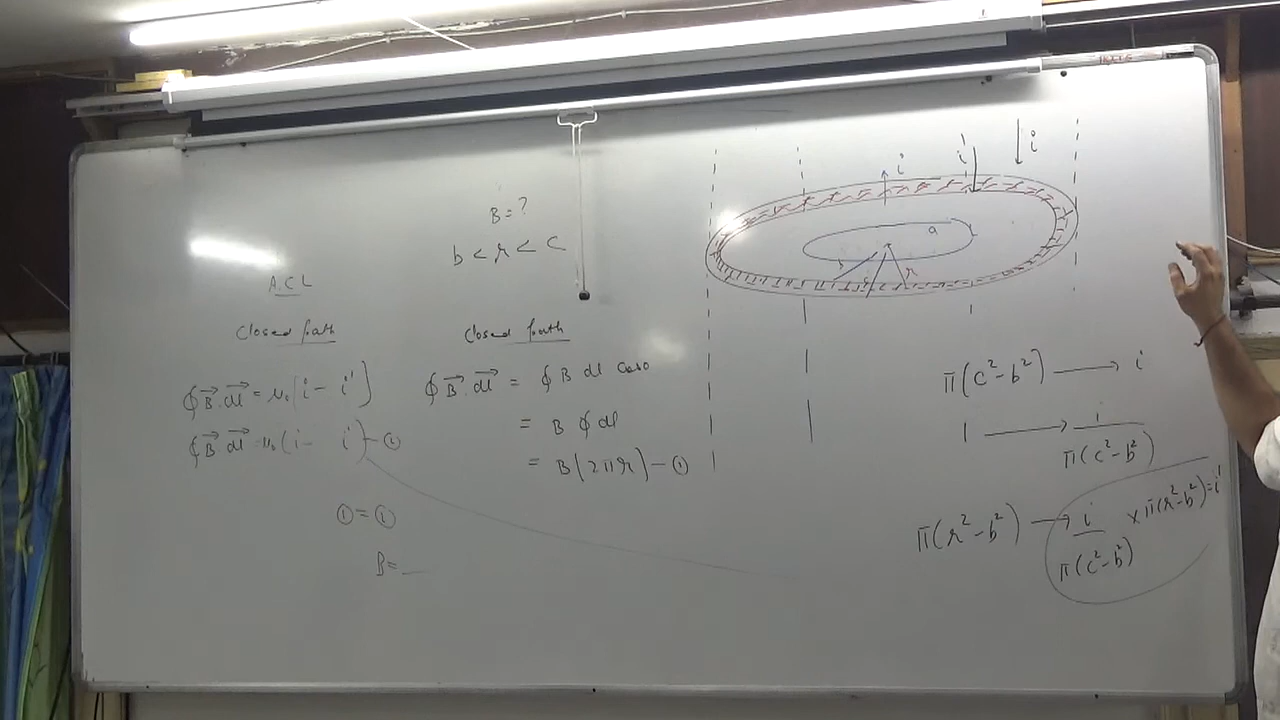 B = ?
b < r < c
A.C.L
Closed path
∮B⃗.dl⃗ = μ₀[i - i']
∮B⃗.dl⃗ = μ₀(i - i') - ②
① = ②
B = __
Closed path
∮B⃗.dl⃗ = ∮ B dl cos0
= B ∮ dl
= B(2πr) - ①
i
i'
i
a
b
c
r
π(c² - b²) ⟶ i
1 ⟶ i / π(c² - b²)
π(r² - b²) ⟶ i / π(c² - b²) × π(r² - b²) = i'